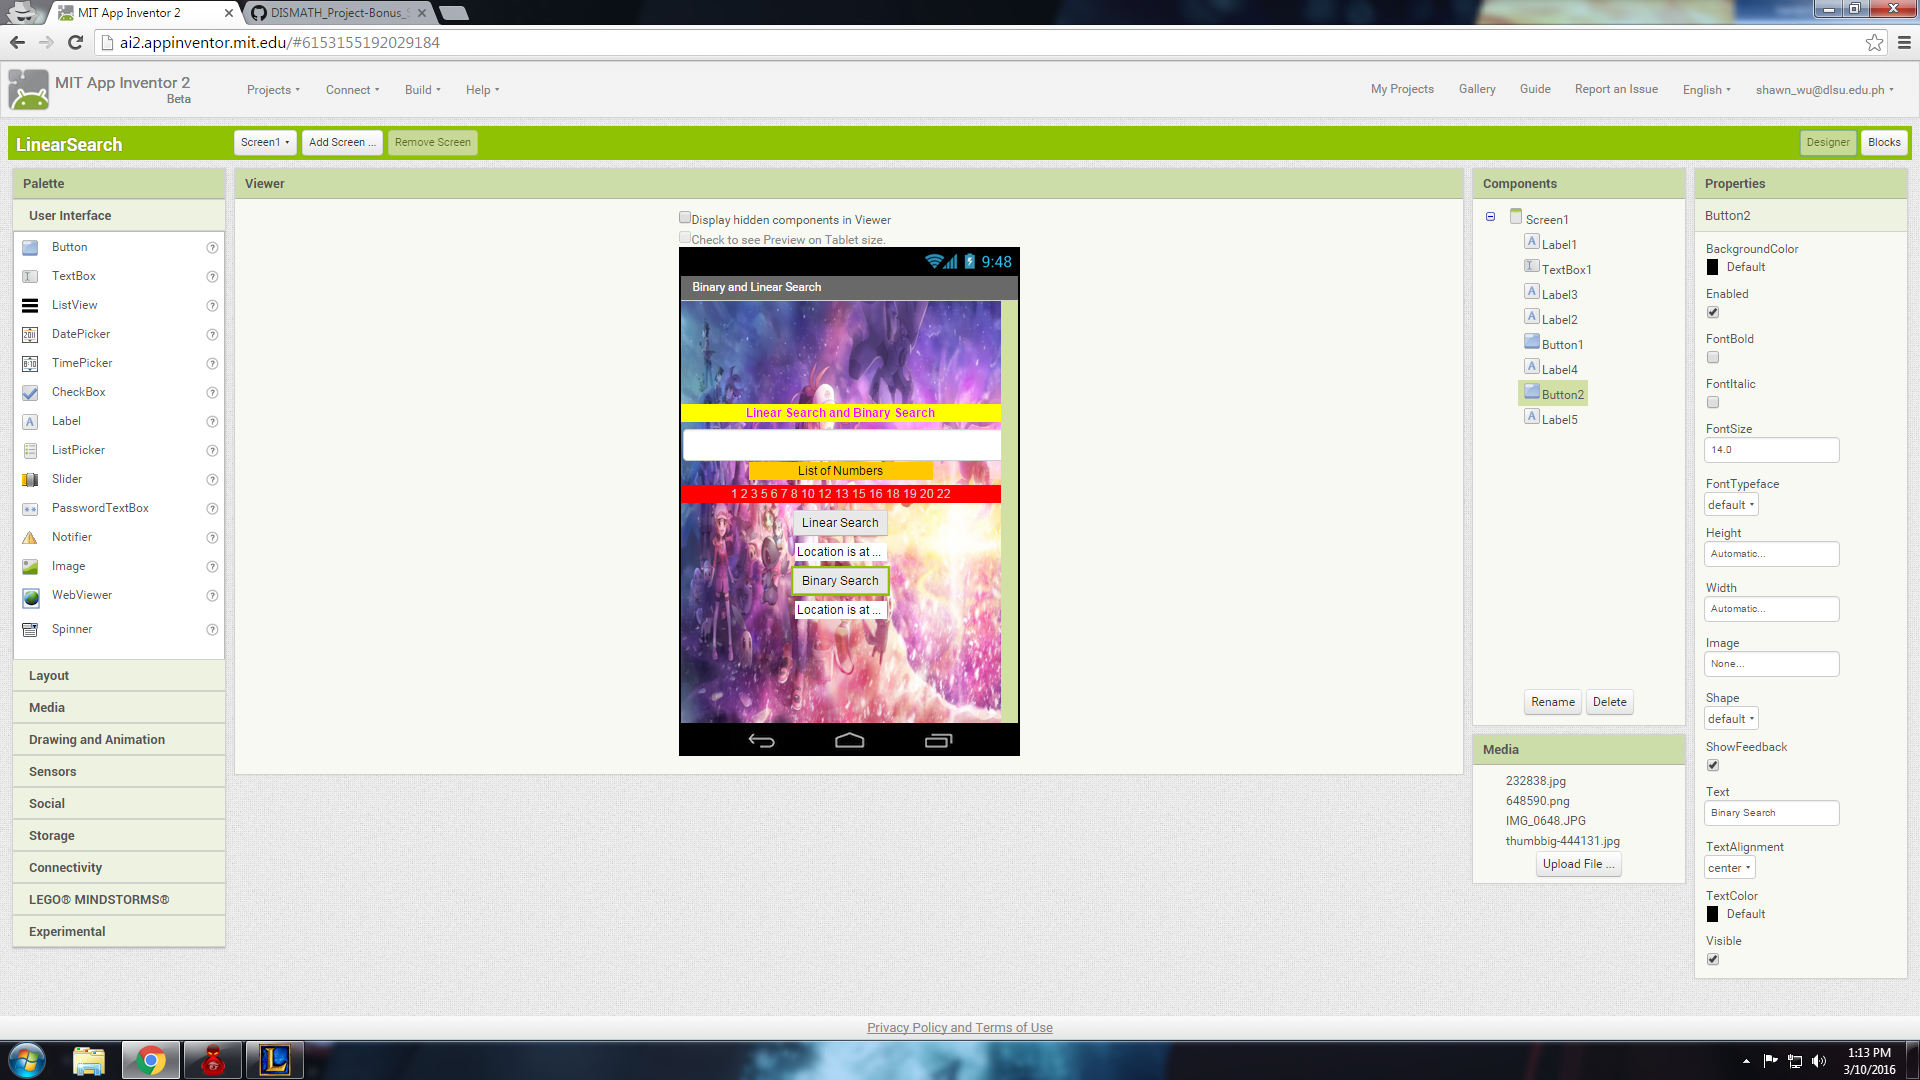 MIT App Inventor 2
DISMATH_Project-Bonus_S
ai2.appinventor.mit.edu/#6153155192029184
MIT App Inventor 2
Beta
Projects
Connect
Build
Help
My Projects
Gallery
Guide
Report an Issue
English
shawn_wu@dlsu.edu.ph
LinearSearch
Screen1
Add Screen ...
Remove Screen
Designer
Blocks
Palette
User Interface
Button
TextBox
ListView
DatePicker
TimePicker
CheckBox
Label
ListPicker
Slider
PasswordTextBox
Notifier
Image
WebViewer
Spinner
Layout
Media
Drawing and Animation
Sensors
Social
Storage
Connectivity
LEGO® MINDSTORMS®
Experimental
Viewer
Display hidden components in Viewer
Check to see Preview on Tablet size.
9:48
Binary and Linear Search
Linear Search and Binary Search
List of Numbers
1 2 3 5 6 7 8 10 12 13 15 16 18 19 20 22
Linear Search
Location is at ...
Binary Search
Location is at ...
Components
Screen1
Label1
TextBox1
Label3
Label2
Button1
Label4
Button2
Label5
Rename
Delete
Media
232838.jpg
648590.png
IMG_0648.JPG
thumbbig-444131.jpg
Upload File ...
Properties
Button2
BackgroundColor
Default
Enabled
FontBold
FontItalic
FontSize
14.0
FontTypeface
default
Height
Automatic...
Width
Automatic...
Image
None...
Shape
default
ShowFeedback
Text
Binary Search
TextAlignment
center
TextColor
Default
Visible
Privacy Policy and Terms of Use
1:13 PM
3/10/2016